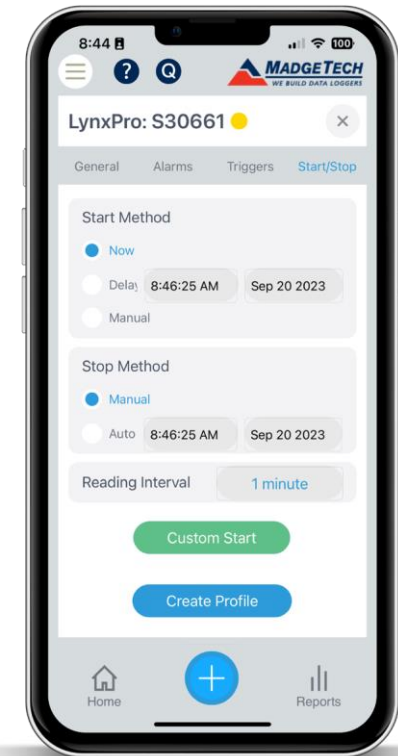 8:44
100
? Q MADGETECH
WE BUILD DATA LOGGERS
LynxPro: S30661
General Alarms Triggers Start/Stop
Start Method
Now
Delay 8:46:25 AM Sep 20 2023
Manual
Stop Method
Manual
Auto 8:46:25 AM Sep 20 2023
Reading Interval 1 minute
Custom Start
Create Profile
Home Reports